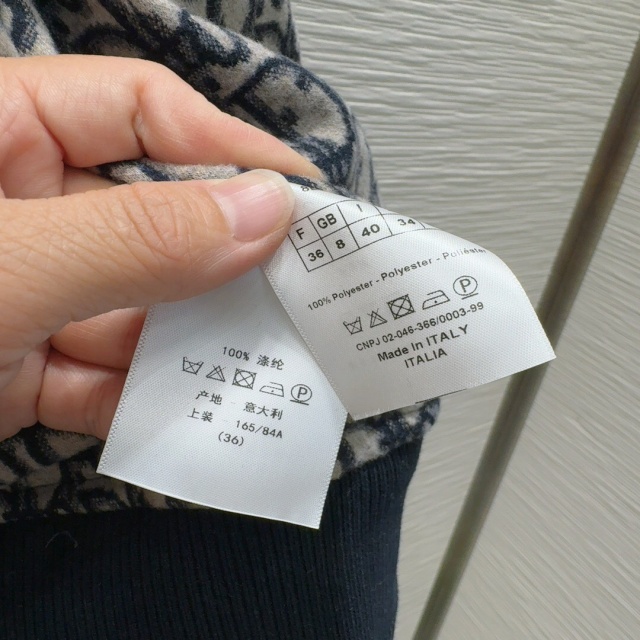 F GB I
36 8 40 34
100% Polyester - Polyester - Poliéster
CNPJ 02-046-366/0003-99
Made in ITALY
ITALIA
100% 涤纶
P
产地 · 意大利
上装 · 165/84A
(36)